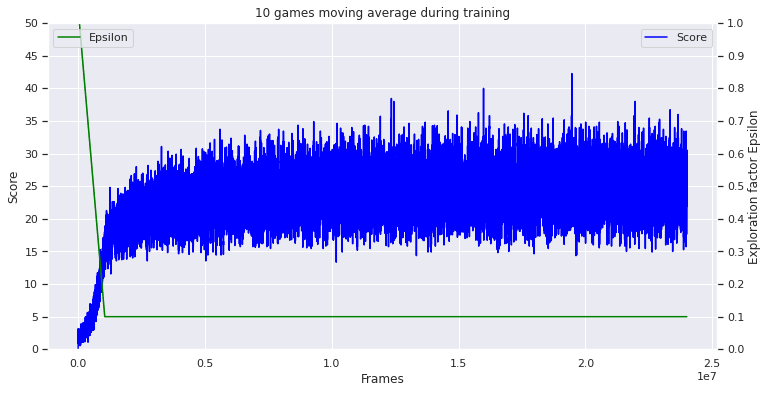 10 games moving average during training
Epsilon
Score
50
45
40
35
30
25
20
15
10
5
0
Score
1.0
0.9
0.8
0.7
0.6
0.5
0.4
0.3
0.2
0.1
0.0
Exploration factor Epsilon
0.0 0.5 1.0 1.5 2.0 2.5
1e7
Frames